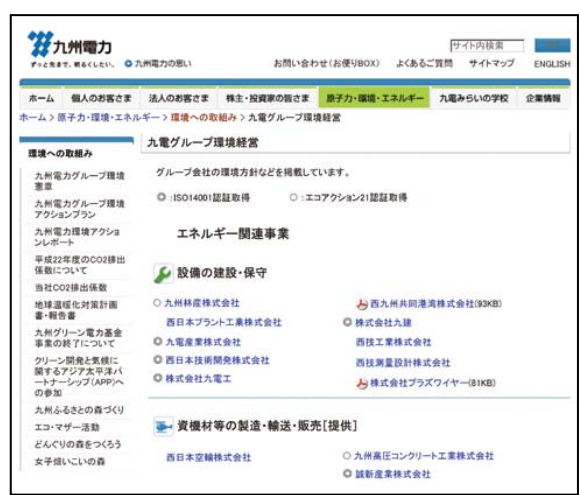 九州電力
ずっと先まで、明るくしたい。
九州電力の思い
お問い合わせ(お便りBOX) よくあるご質問 サイトマップ ENGLISH
サイト内検索
ホーム 個人のお客さま 法人のお客さま 株主・投資家の皆さま 原子力・環境・エネルギー 九電みらいの学校 企業情報
ホーム > 原子力・環境・エネルギー > 環境への取組み > 九電グループ環境経営
環境への取組み
九州電力グループ環境
憲章
九州電力グループ環境
アクションプラン
九州電力環境アクショ
ンレポート
平成22年度のCO2排出
係数について
当社CO2排出係数
地球温暖化対策計画
書・報告書
九州グリーン電力基金
事業の終了について
クリーン開発と気候に
関するアジア太平洋パ
ートナーシップ(APP)へ
の参加
九州ふるさとの森づくり
エコ・マザー活動
どんぐりの森をつくろう
女子畑いこいの森
九電グループ環境経営
グループ会社の環境方針などを掲載しています。
◎ :ISO14001認証取得 ○ :エコアクション21認証取得
エネルギー関連事業
設備の建設・保守
○ 九州林産株式会社
西日本プラント工業株式会社
◎ 九電産業株式会社
◎ 西日本技術開発株式会社
◎ 株式会社九電工
西九州共同港湾株式会社(93KB)
◎ 株式会社九建
西技工業株式会社
西技測量設計株式会社
株式会社プラズワイヤー(81KB)
資機材等の製造・輸送・販売[提供]
西日本空輸株式会社
○ 九州高圧コンクリート工業株式会社
◎ 誠新産業株式会社